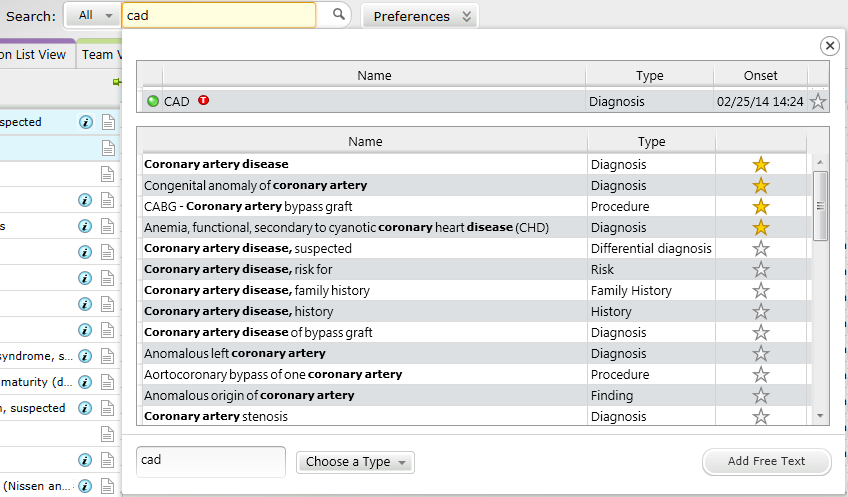 Search: All cad Preferences
on List View Team V
Name Type Onset
CAD T Diagnosis 02/25/14 14:24
spected
Name Type
Coronary artery disease Diagnosis
Congenital anomaly of coronary artery Diagnosis
CABG - Coronary artery bypass graft Procedure
Anemia, functional, secondary to cyanotic coronary heart disease (CHD) Diagnosis
s
Coronary artery disease, suspected Differential diagnosis
Coronary artery disease, risk for Risk
Coronary artery disease, family history Family History
Coronary artery disease, history History
Coronary artery disease of bypass graft Diagnosis
syndrome, s...
Anomalous left coronary artery Diagnosis
maturity (d...
Aortocoronary bypass of one coronary artery Procedure
Anomalous origin of coronary artery Finding
n, suspected
Coronary artery stenosis Diagnosis
cad Choose a Type Add Free Text
(Nissen an...